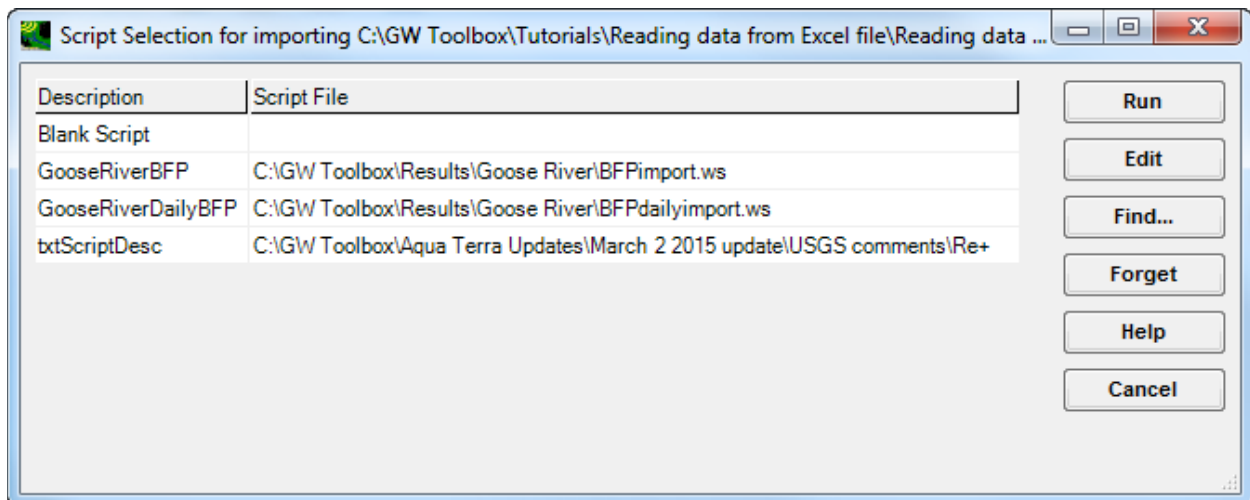 Script Selection for importing C:\GW Toolbox\Tutorials\Reading data from Excel file\Reading data ...
Description Script File
Blank Script
GooseRiverBFP C:\GW Toolbox\Results\Goose River\BFPimport.ws
GooseRiverDailyBFP C:\GW Toolbox\Results\Goose River\BFPdailyimport.ws
txtScriptDesc C:\GW Toolbox\Aqua Terra Updates\March 2 2015 update\USGS comments\Re+
Run
Edit
Find...
Forget
Help
Cancel